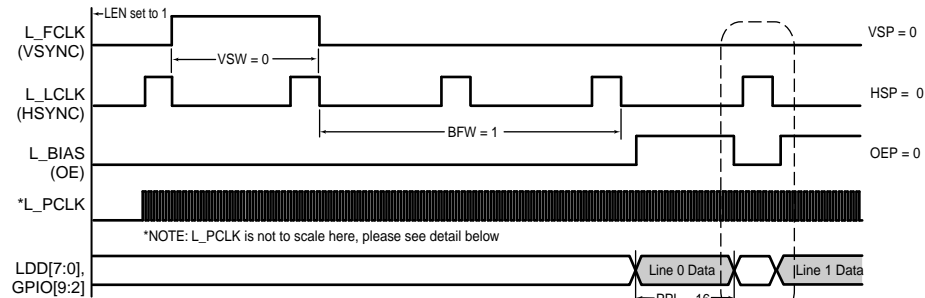 LEN set to 1
L_FCLK
(VSYNC)
VSP = 0
VSW = 0
L_LCLK
(HSYNC)
HSP = 0
BFW = 1
L_BIAS
(OE)
OEP = 0
*L_PCLK
*NOTE: L_PCLK is not to scale here, please see detail below
LDD[7:0],
GPIO[9:2]
Line 0 Data
Line 1 Data